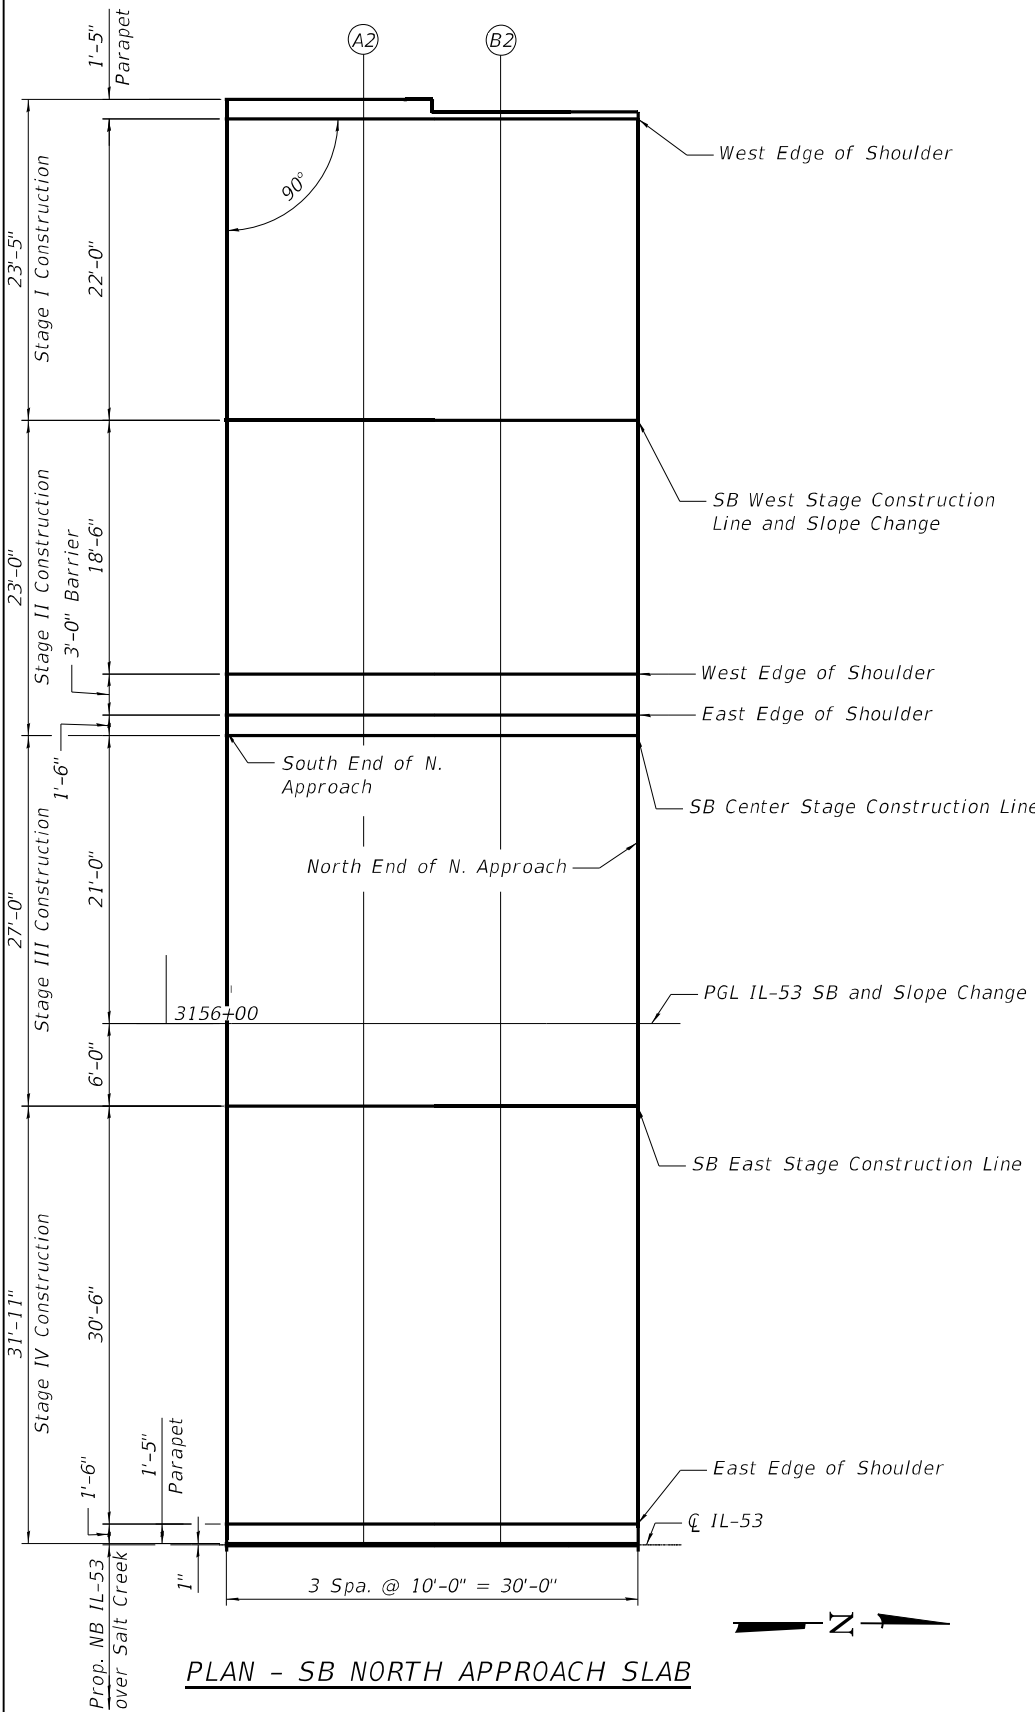 1'-5"
Parapet
A2
B2
West Edge of Shoulder
90°
23'-5"
Stage I Construction
22'-0"
SB West Stage Construction
Line and Slope Change
23'-0"
Stage II Construction
3'-0" Barrier
18'-6"
West Edge of Shoulder
East Edge of Shoulder
1'-6"
South End of N.
Approach
SB Center Stage Construction Line
North End of N. Approach
27'-0"
Stage III Construction
21'-0"
PGL IL-53 SB and Slope Change
3156+00
6'-0"
SB East Stage Construction Line
31'-11"
Stage IV Construction
30'-6"
1'-5"
Parapet
1'-6"
East Edge of Shoulder
℄ IL-53
1"
3 Spa. @ 10'-0" = 30'-0"
Prop. NB IL-53
over Salt Creek
N
PLAN - SB NORTH APPROACH SLAB